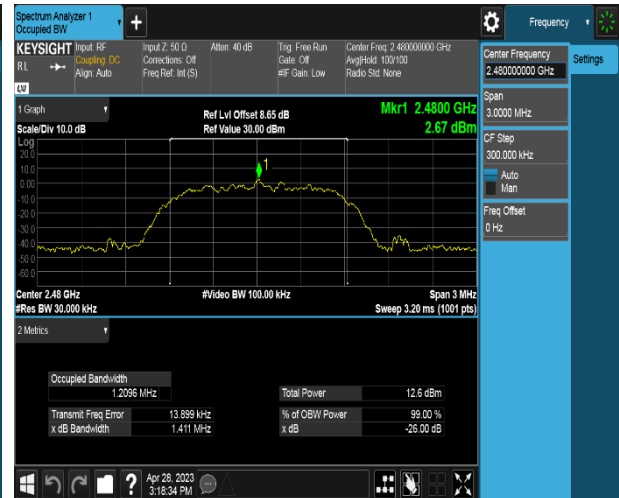 Spectrum Analyzer 1
Occupied BW
Frequency
KEYSIGHT
RL
Input: RF
Coupling: DC
Align: Auto
Input Z: 50 Ω
Corrections: Off
Freq Ref: Int (S)
Atten: 40 dB
Trig: Free Run
Gate: Off
#IF Gain: Low
Center Freq: 2.480000000 GHz
Avg|Hold: 100/100
Radio Std: None
Center Frequency
2.480000000 GHz
Settings
Span
3.0000 MHz
CF Step
300.000 kHz
Auto
Man
Freq Offset
0 Hz
1 Graph
Scale/Div 10.0 dB
Ref Lvl Offset 8.65 dB
Ref Value 30.00 dBm
Mkr1 2.4800 GHz
2.67 dBm
Log
20.0
10.0
0.00
-10.0
-20.0
-30.0
-40.0
-50.0
-60.0
1
Center 2.48 GHz
#Res BW 30.000 kHz
#Video BW 100.00 kHz
Span 3 MHz
Sweep 3.20 ms (1001 pts)
2 Metrics
Occupied Bandwidth
1.2096 MHz
Total Power 12.6 dBm
Transmit Freq Error 13.899 kHz
% of OBW Power 99.00 %
x dB Bandwidth 1.411 MHz
x dB -26.00 dB
?
Apr 28, 2023
3:18:34 PM